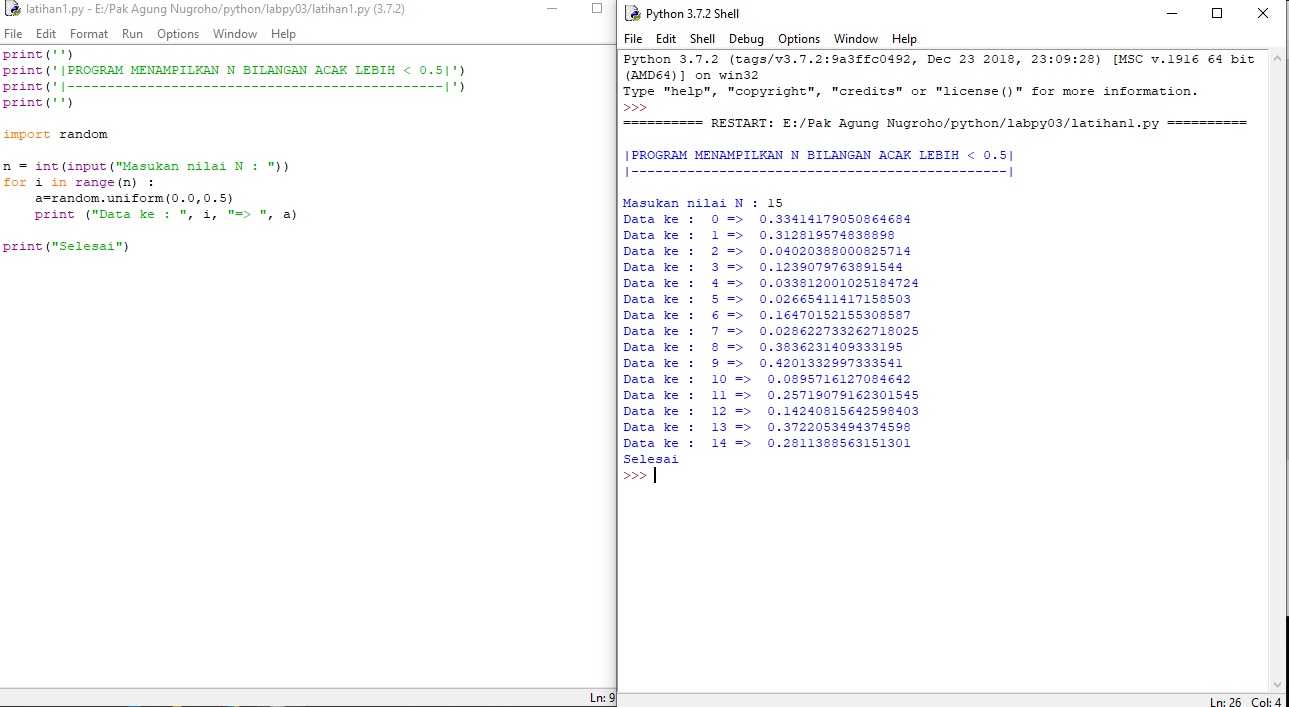 latihan1.py - E:/Pak Agung Nugroho/python/labpy03/latihan1.py (3.7.2)
File Edit Format Run Options Window Help
print('')
print('|PROGRAM MENAMPILKAN N BILANGAN ACAK LEBIH < 0.5|')
print('|-----------------------------------------------|')
print('')
import random
n = int(input("Masukan nilai N : "))
for i in range(n) :
    a=random.uniform(0.0,0.5)
    print ("Data ke : ", i, "=> ", a)
print("Selesai")
Ln: 9
Python 3.7.2 Shell
File Edit Shell Debug Options Window Help
Python 3.7.2 (tags/v3.7.2:9a3ffc0492, Dec 23 2018, 23:09:28) [MSC v.1916 64 bit
(AMD64)] on win32
Type "help", "copyright", "credits" or "license()" for more information.
>>>
========== RESTART: E:/Pak Agung Nugroho/python/labpy03/latihan1.py ==========
|PROGRAM MENAMPILKAN N BILANGAN ACAK LEBIH < 0.5|
|-----------------------------------------------|
Masukan nilai N : 15
Data ke :  0 =>  0.33414179050864684
Data ke :  1 =>  0.312819574838898
Data ke :  2 =>  0.04020388000825714
Data ke :  3 =>  0.1239079763891544
Data ke :  4 =>  0.033812001025184724
Data ke :  5 =>  0.02665411417158503
Data ke :  6 =>  0.16470152155308587
Data ke :  7 =>  0.028622733262718025
Data ke :  8 =>  0.3836231409333195
Data ke :  9 =>  0.4201332997333541
Data ke :  10 =>  0.0895716127084642
Data ke :  11 =>  0.25719079162301545
Data ke :  12 =>  0.14240815642598403
Data ke :  13 =>  0.3722053494374598
Data ke :  14 =>  0.2811388563151301
Selesai
>>>
Ln: 26 Col: 4